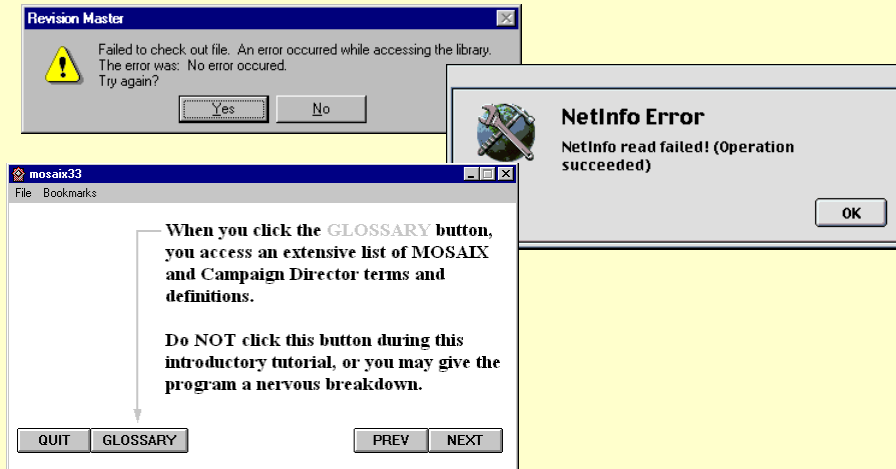 Revision Master
Failed to check out file. An error occurred while accessing the library.
The error was: No error occured.
Try again?
Yes No
NetInfo Error
NetInfo read failed! (Operation
succeeded)
OK
mosaix33
File Bookmarks
When you click the GLOSSARY button,
you access an extensive list of MOSAIX
and Campaign Director terms and
definitions.
Do NOT click this button during this
introductory tutorial, or you may give the
program a nervous breakdown.
QUIT GLOSSARY PREV NEXT